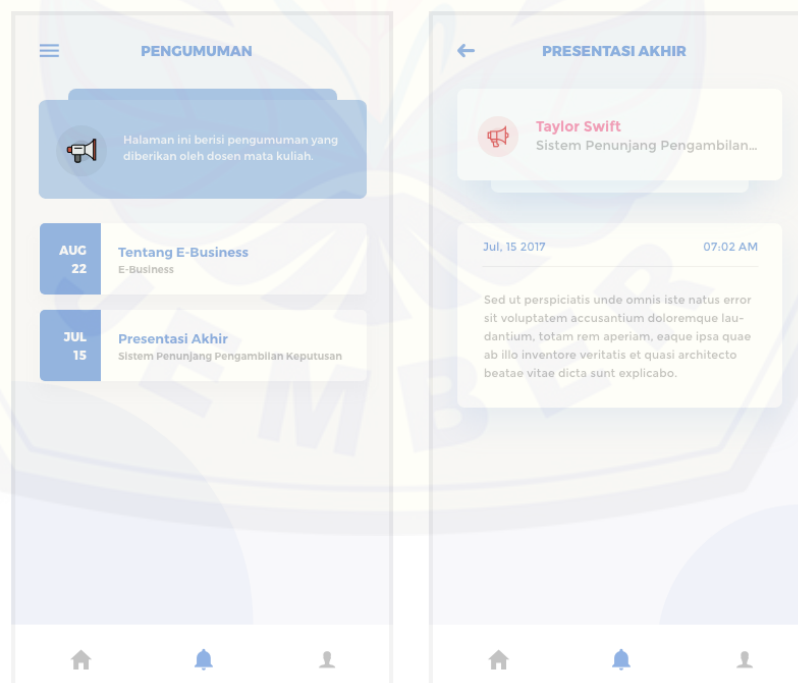 PENGUMUMAN
Halaman ini berisi pengumuman yang
diberikan oleh dosen mata kuliah.
AUG
22
Tentang E-Business
E-Business
JUL
15
Presentasi Akhir
Sistem Penunjang Pengambilan Keputusan
PRESENTASI AKHIR
Taylor Swift
Sistem Penunjang Pengambilan...
Jul, 15 2017
07:02 AM
Sed ut perspiciatis unde omnis iste natus error
sit voluptatem accusantium doloremque lau-
dantium, totam rem aperiam, eaque ipsa quae
ab illo inventore veritatis et quasi architecto
beatae vitae dicta sunt explicabo.
JEMBER